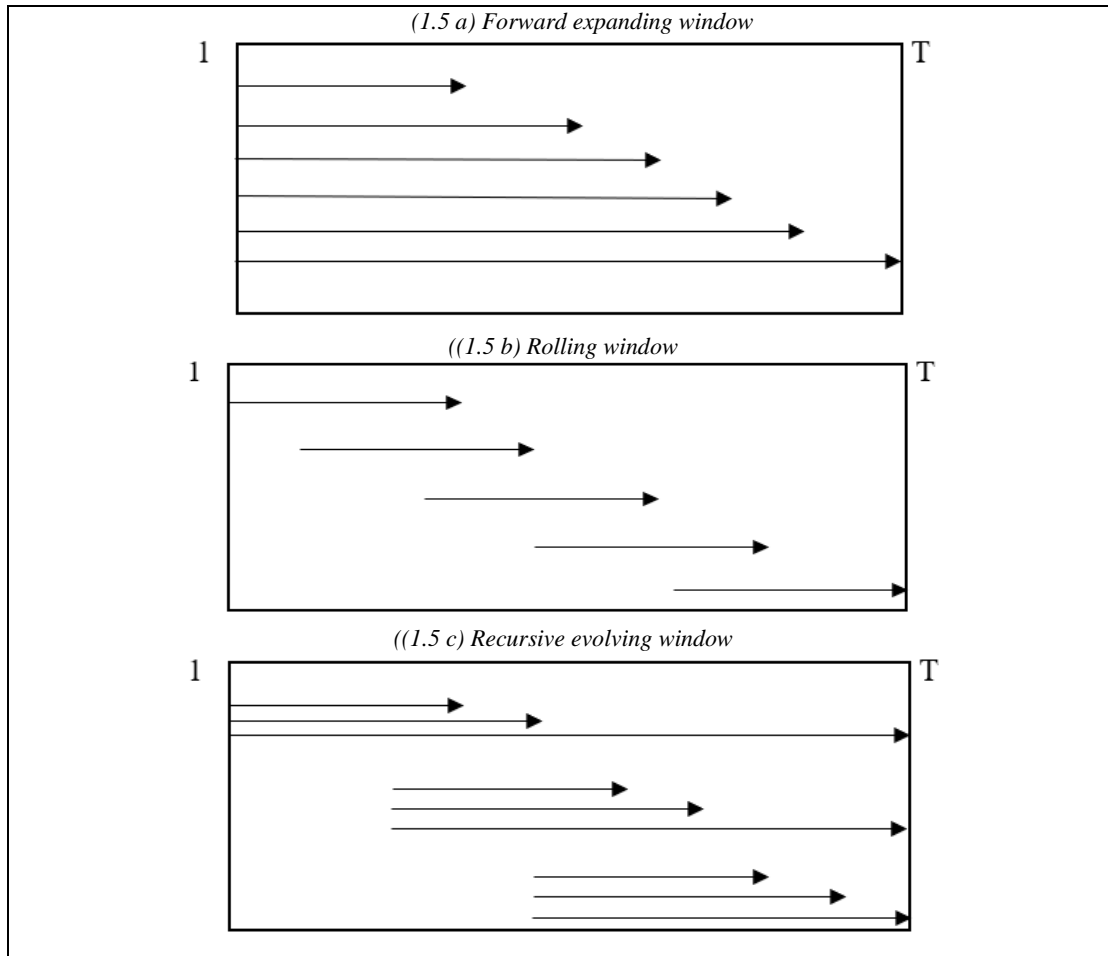 (1.5 a) Forward expanding window
1 T
((1.5 b) Rolling window
1 T
((1.5 c) Recursive evolving window
1 T